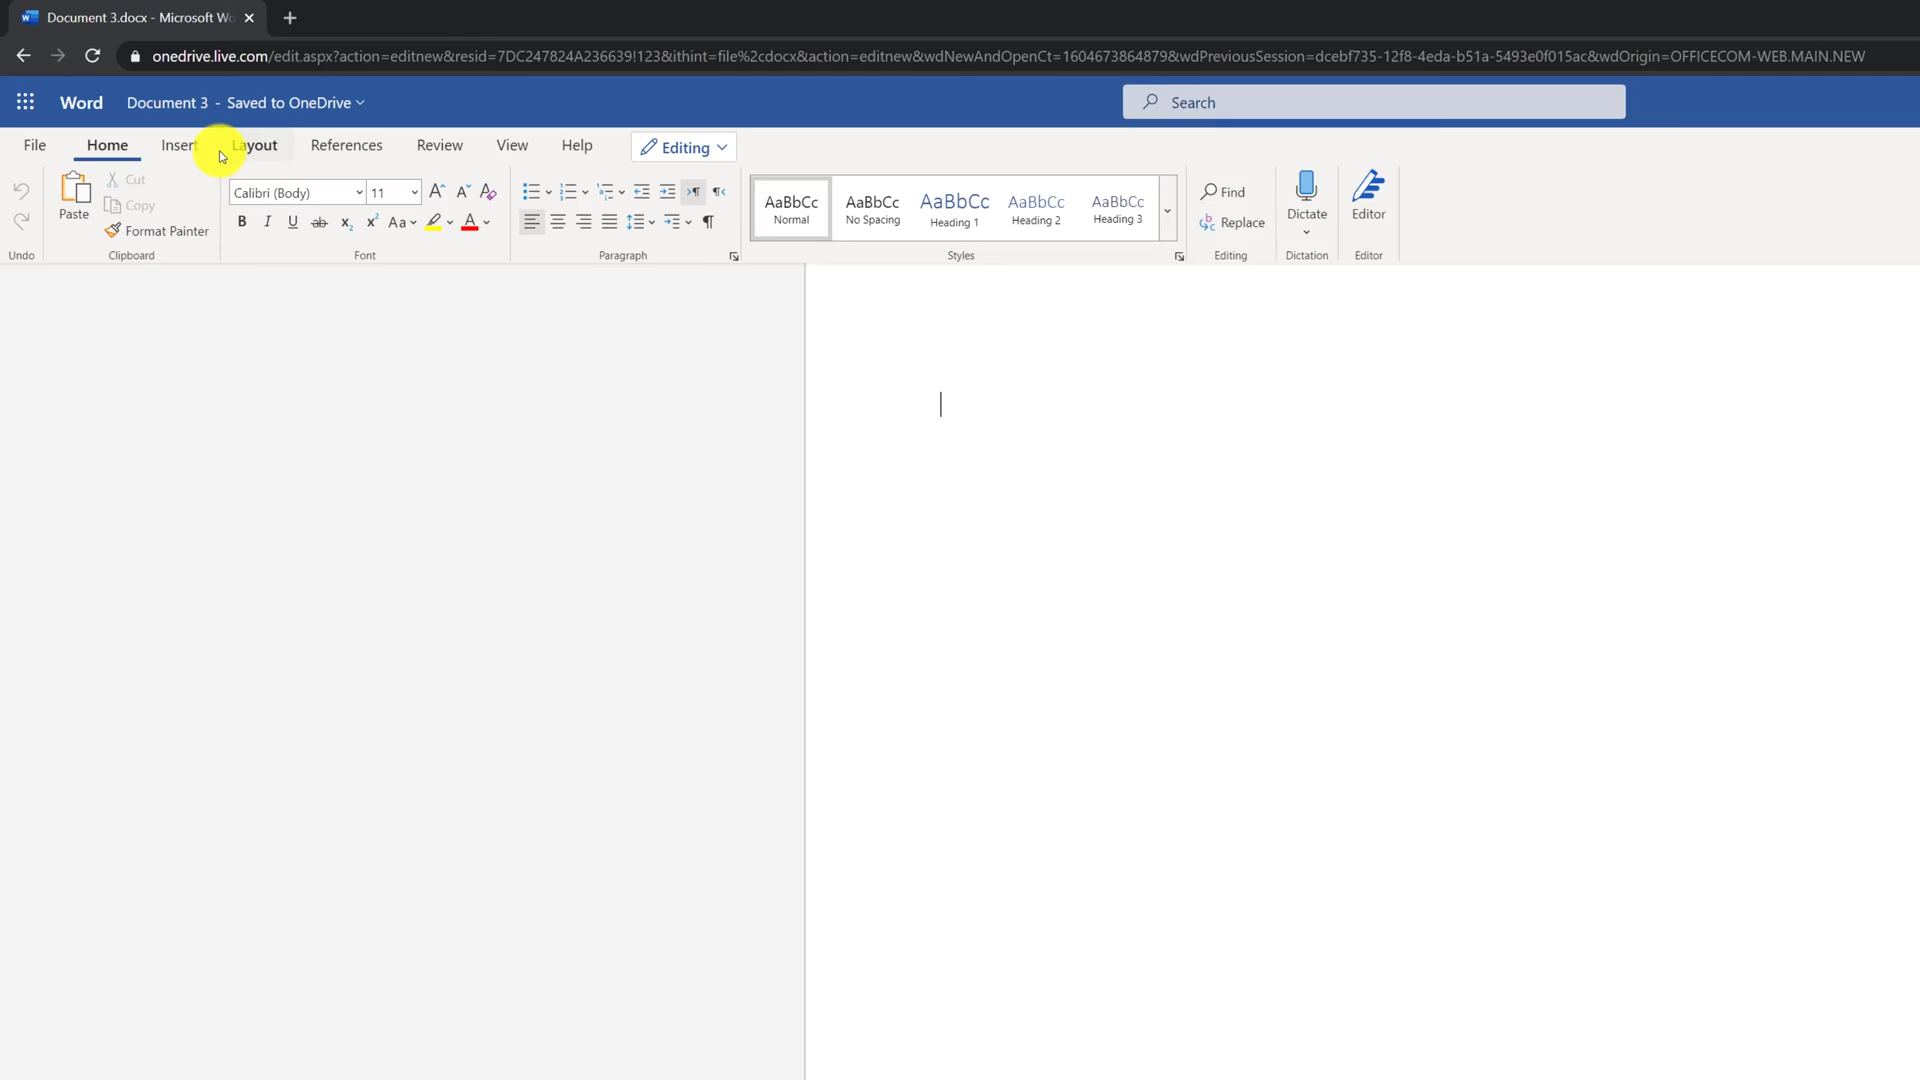 Document 3.docx - Microsoft Wo
onedrive.live.com/edit.aspx?action=editnew&resid=7DC247824A236639!123&ithint=file%2cdocx&action=editnew&wdNewAndOpenCt=1604673864879&wdPreviousSession=dcebf735-12f8-4eda-b51a-5493e0f015ac&wdOrigin=OFFICECOM-WEB.MAIN.NEW
Word Document 3 - Saved to OneDrive Search
File Home Insert Layout References Review View Help Editing
Paste
Cut
Copy
Format Painter
Calibri (Body) 11
AaBbCc AaBbCc AaBbCc AaBbCc AaBbCc
Normal No Spacing Heading 1 Heading 2 Heading 3
Find
Replace
Dictate
Editor
Undo Clipboard Font Paragraph Styles Editing Dictation Editor